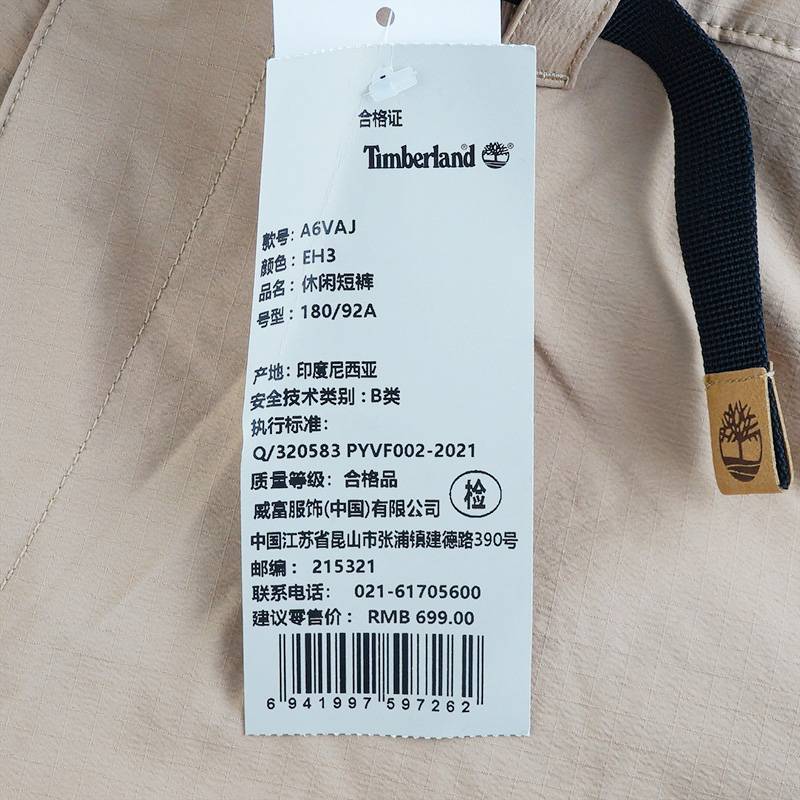 合格证
Timberland®
款号: A6VAJ
颜色: EH3
品名: 休闲短裤
号型: 180/92A
产地: 印度尼西亚
安全技术类别: B类
执行标准:
Q/320583 PYVF002-2021
质量等级: 合格品
检
威富服饰(中国)有限公司
中国江苏省昆山市张浦镇建德路390号
邮编: 215321
联系电话: 021-61705600
建议零售价: RMB 699.00
6 941997 597262